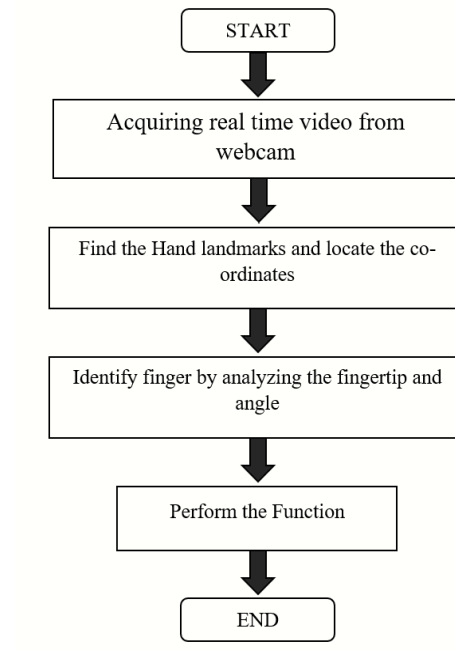 START
Acquiring real time video from
webcam
Find the Hand landmarks and locate the co-
ordinates
Identify finger by analyzing the fingertip and
angle
Perform the Function
END